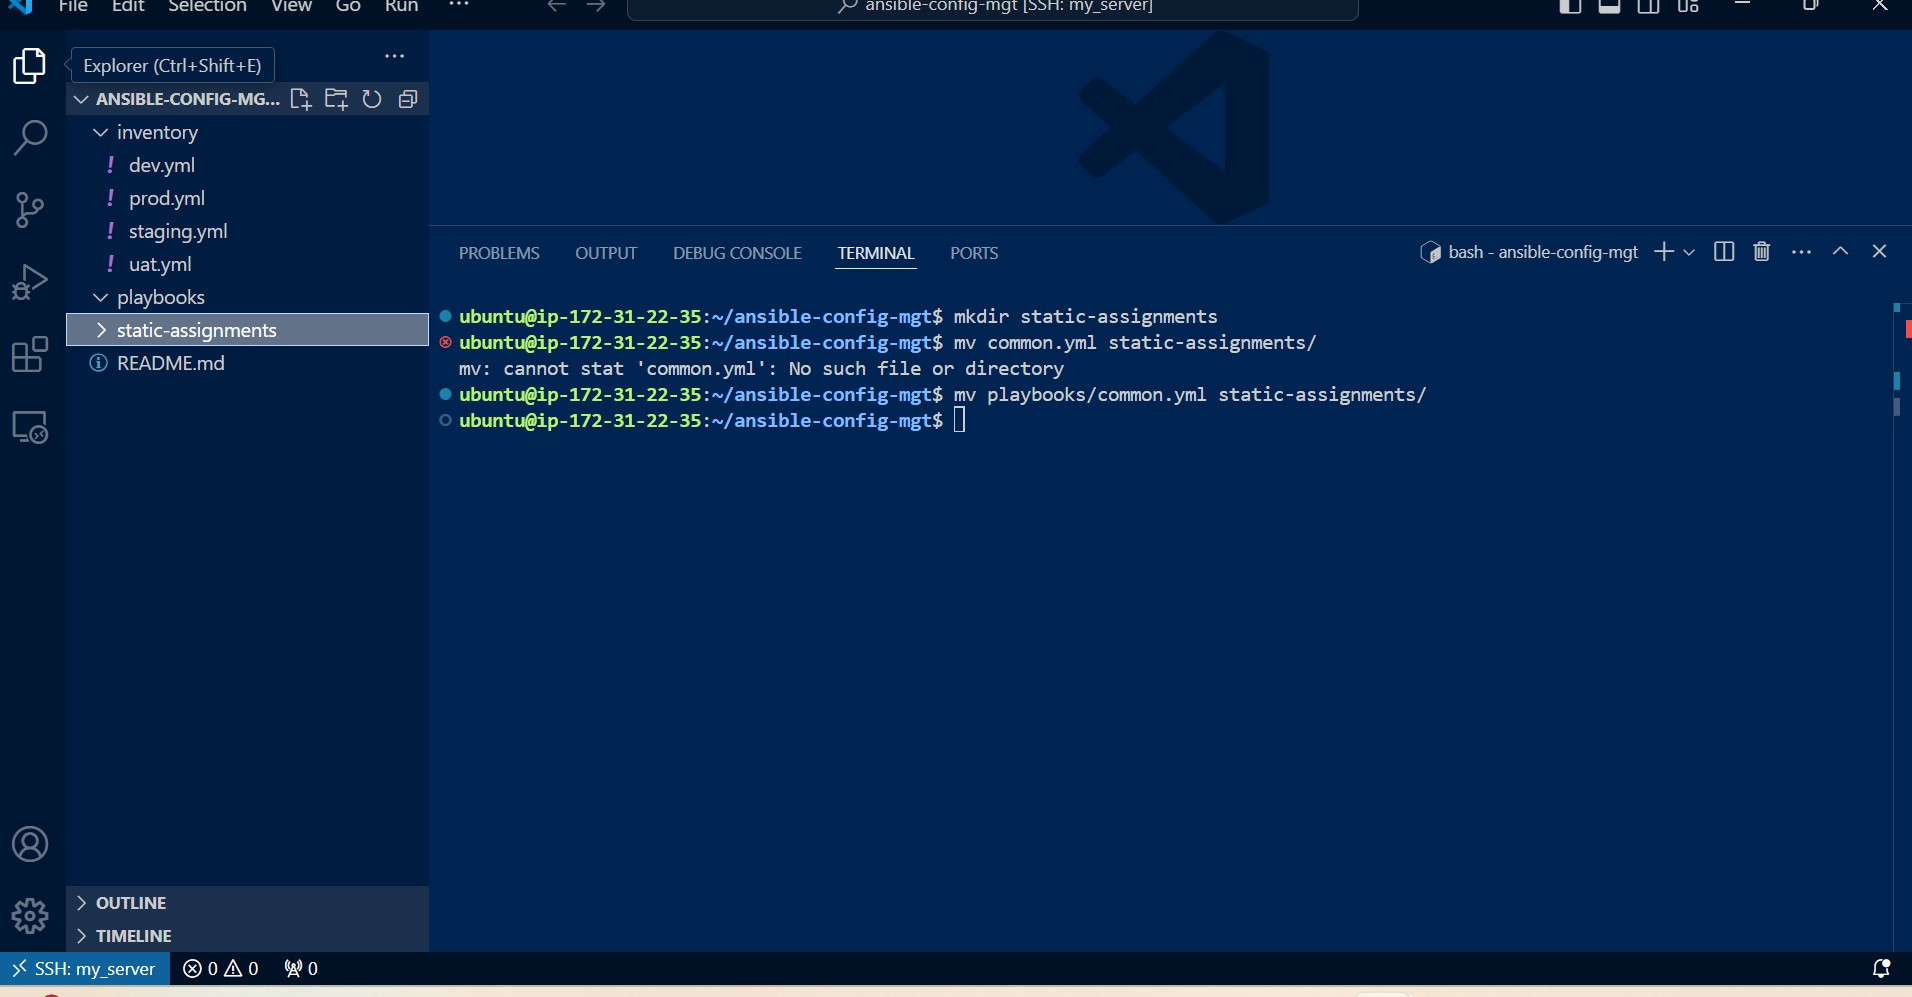 File Edit Selection View Go Run ···
ansible-config-mgt [SSH: my_server]
Explorer (Ctrl+Shift+E)
ANSIBLE-CONFIG-MG...
inventory
! dev.yml
! prod.yml
! staging.yml
! uat.yml
playbooks
static-assignments
README.md
OUTLINE
TIMELINE
PROBLEMS OUTPUT DEBUG CONSOLE TERMINAL PORTS
bash - ansible-config-mgt
ubuntu@ip-172-31-22-35:~/ansible-config-mgt$ mkdir static-assignments
ubuntu@ip-172-31-22-35:~/ansible-config-mgt$ mv common.yml static-assignments/
mv: cannot stat 'common.yml': No such file or directory
ubuntu@ip-172-31-22-35:~/ansible-config-mgt$ mv playbooks/common.yml static-assignments/
ubuntu@ip-172-31-22-35:~/ansible-config-mgt$
SSH: my_server 0 0 0